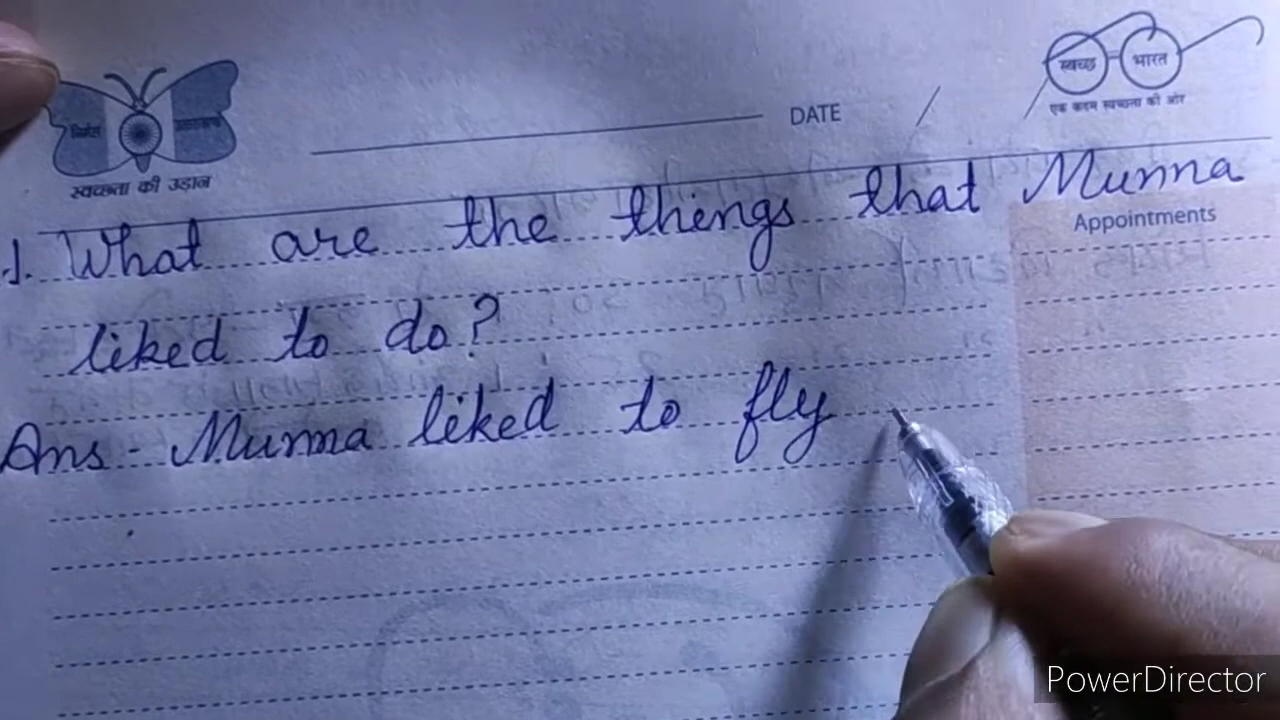 स्वच्छ भारत
एक कदम स्वच्छता की ओर
DATE / /
स्वच्छता की उड़ान
1. What are the things that Munna
Appointments
liked to do?
Ans - Munna liked to fly
PowerDirector